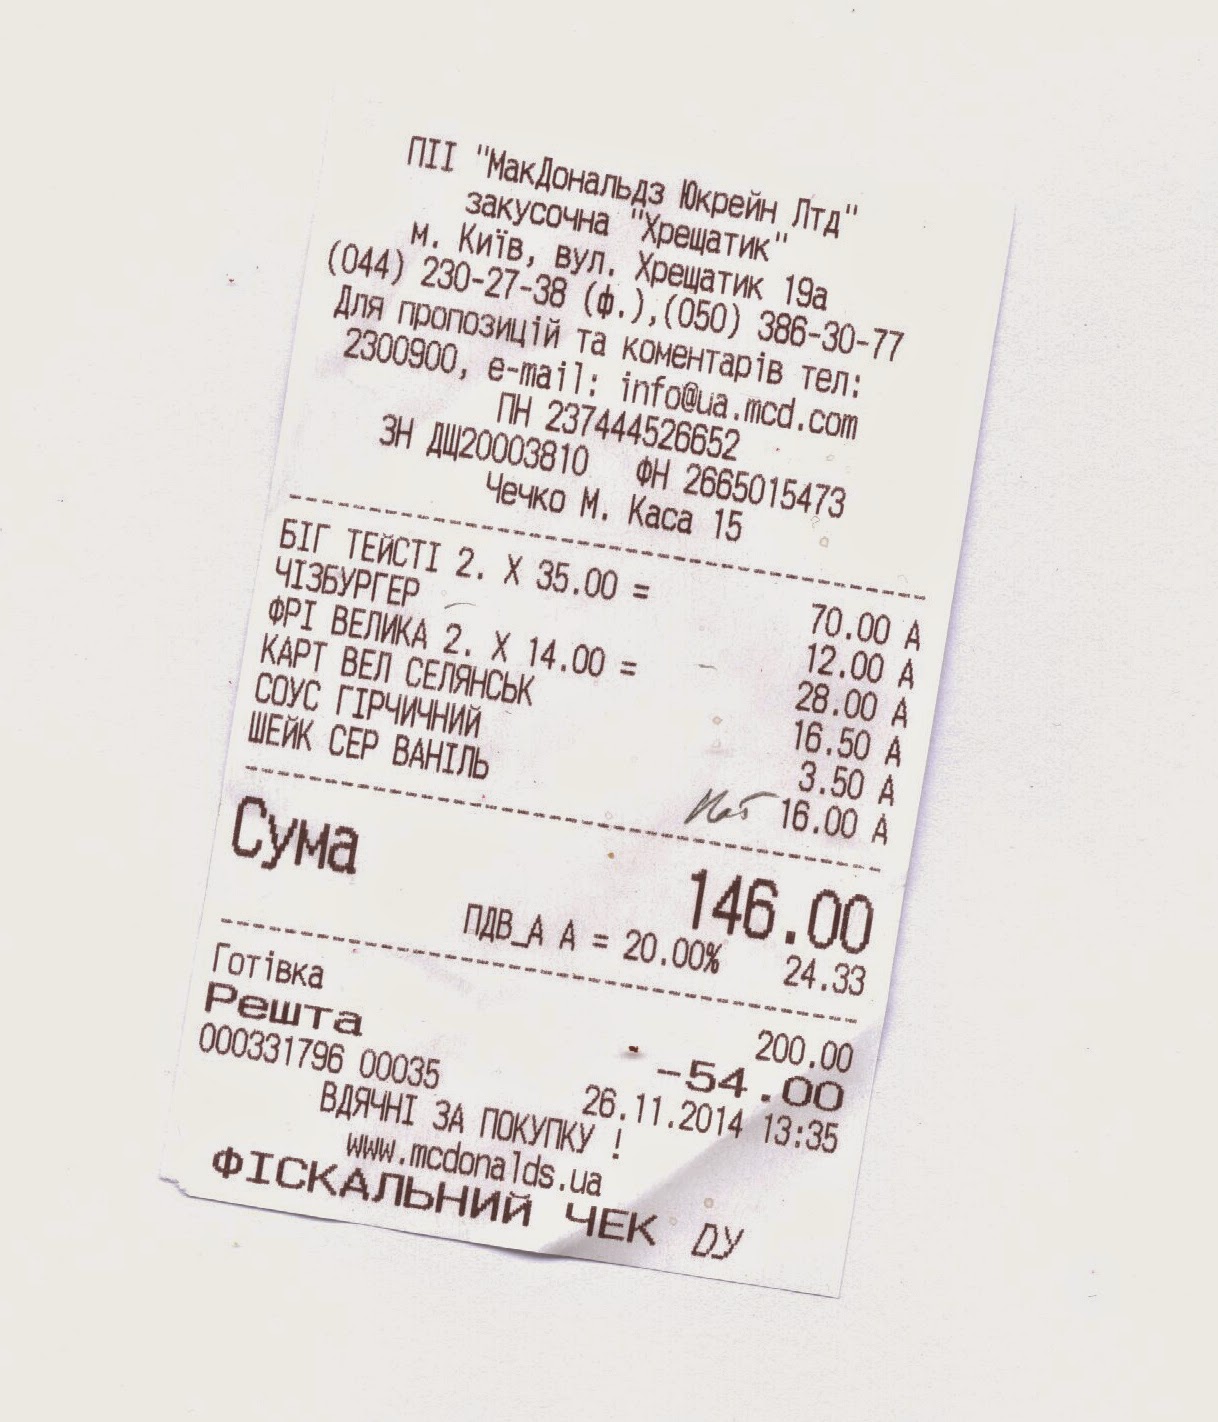 ПІІ "МакДональдз Юкрейн Лтд"
закусочна "Хрещатик"
м. Київ, вул. Хрещатик 19а
(044) 230-27-38 (ф.),(050) 386-30-77
Для пропозицій та коментарів тел:
2300900, e-mail: info@ua.mcd.com
ПН 237444526652
ЗН ДЩ20003810 ФН 2665015473
Чечко М. Каса 15
БІГ ТЕЙСТІ 2. X 35.00 = 70.00 А
ЧІЗБУРГЕР 12.00 А
ФРІ ВЕЛИКА 2. X 14.00 = 28.00 А
КАРТ ВЕЛ СЕЛЯНСЬК 16.50 А
СОУС ГІРЧИЧНИЙ 3.50 А
ШЕЙК СЕР ВАНІЛЬ 16.00 А
Сума 146.00
ПДВ_А А = 20.00% 24.33
Готівка 200.00
Решта -54.00
000331796 00035 26.11.2014 13:35
ВДЯЧНІ ЗА ПОКУПКУ !
www.mcdonalds.ua
ФІСКАЛЬНИЙ ЧЕК DY